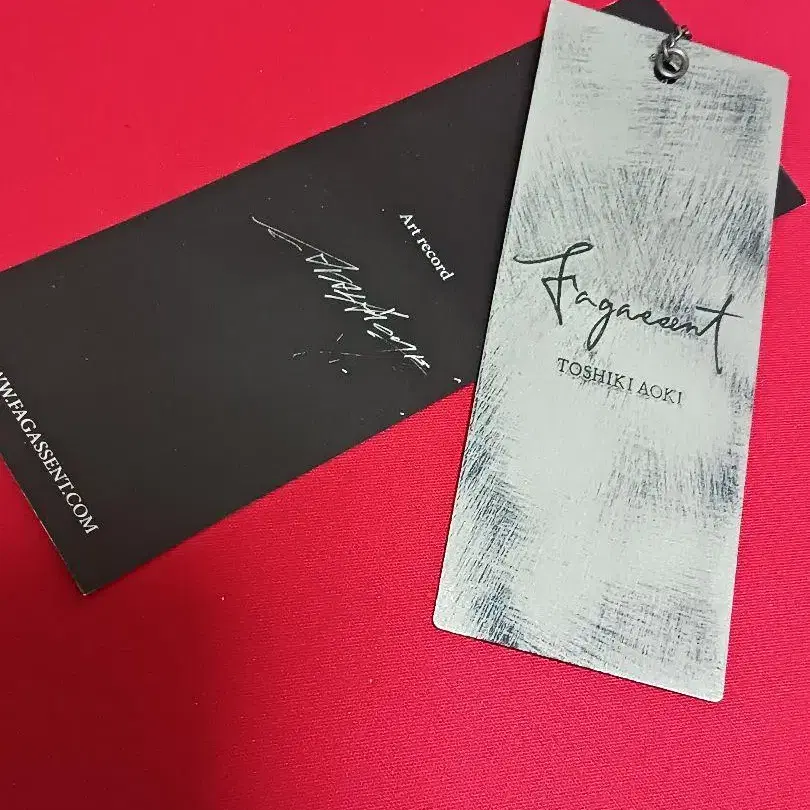 Art record
WWW.FAGASSENT.COM
Fagassent
TOSHIKI AOKI